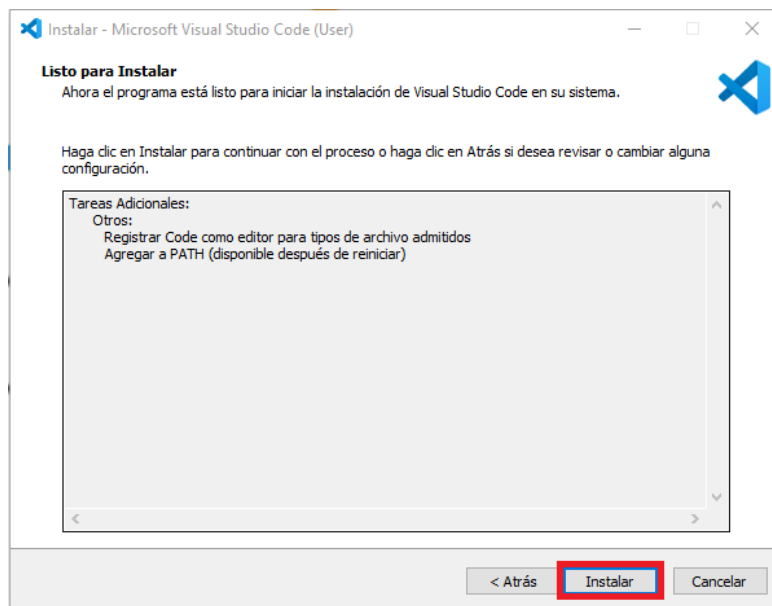 Instalar - Microsoft Visual Studio Code (User)
Listo para Instalar
Ahora el programa está listo para iniciar la instalación de Visual Studio Code en su sistema.
Haga clic en Instalar para continuar con el proceso o haga clic en Atrás si desea revisar o cambiar alguna
configuración.
Tareas Adicionales:
Otros:
Registrar Code como editor para tipos de archivo admitidos
Agregar a PATH (disponible después de reiniciar)
< Atrás
Instalar
Cancelar